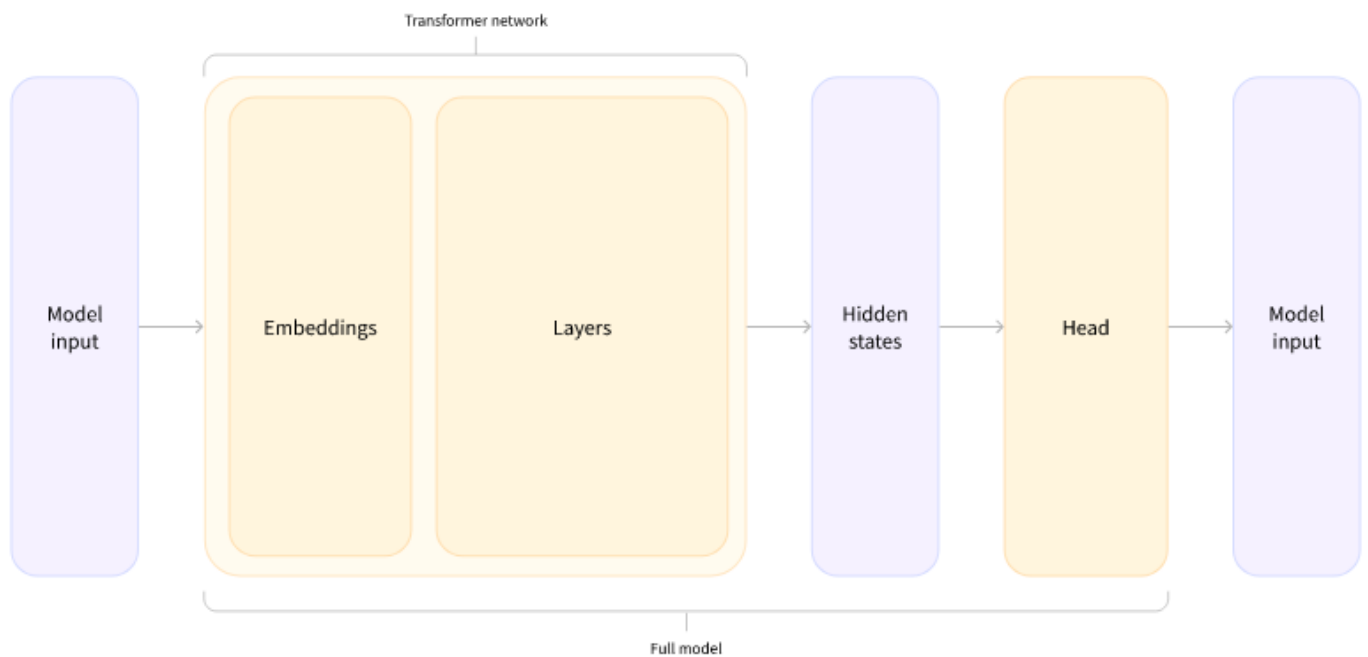 Transformer network
Model
input
Embeddings
Layers
Hidden
states
Head
Model
input
Full model